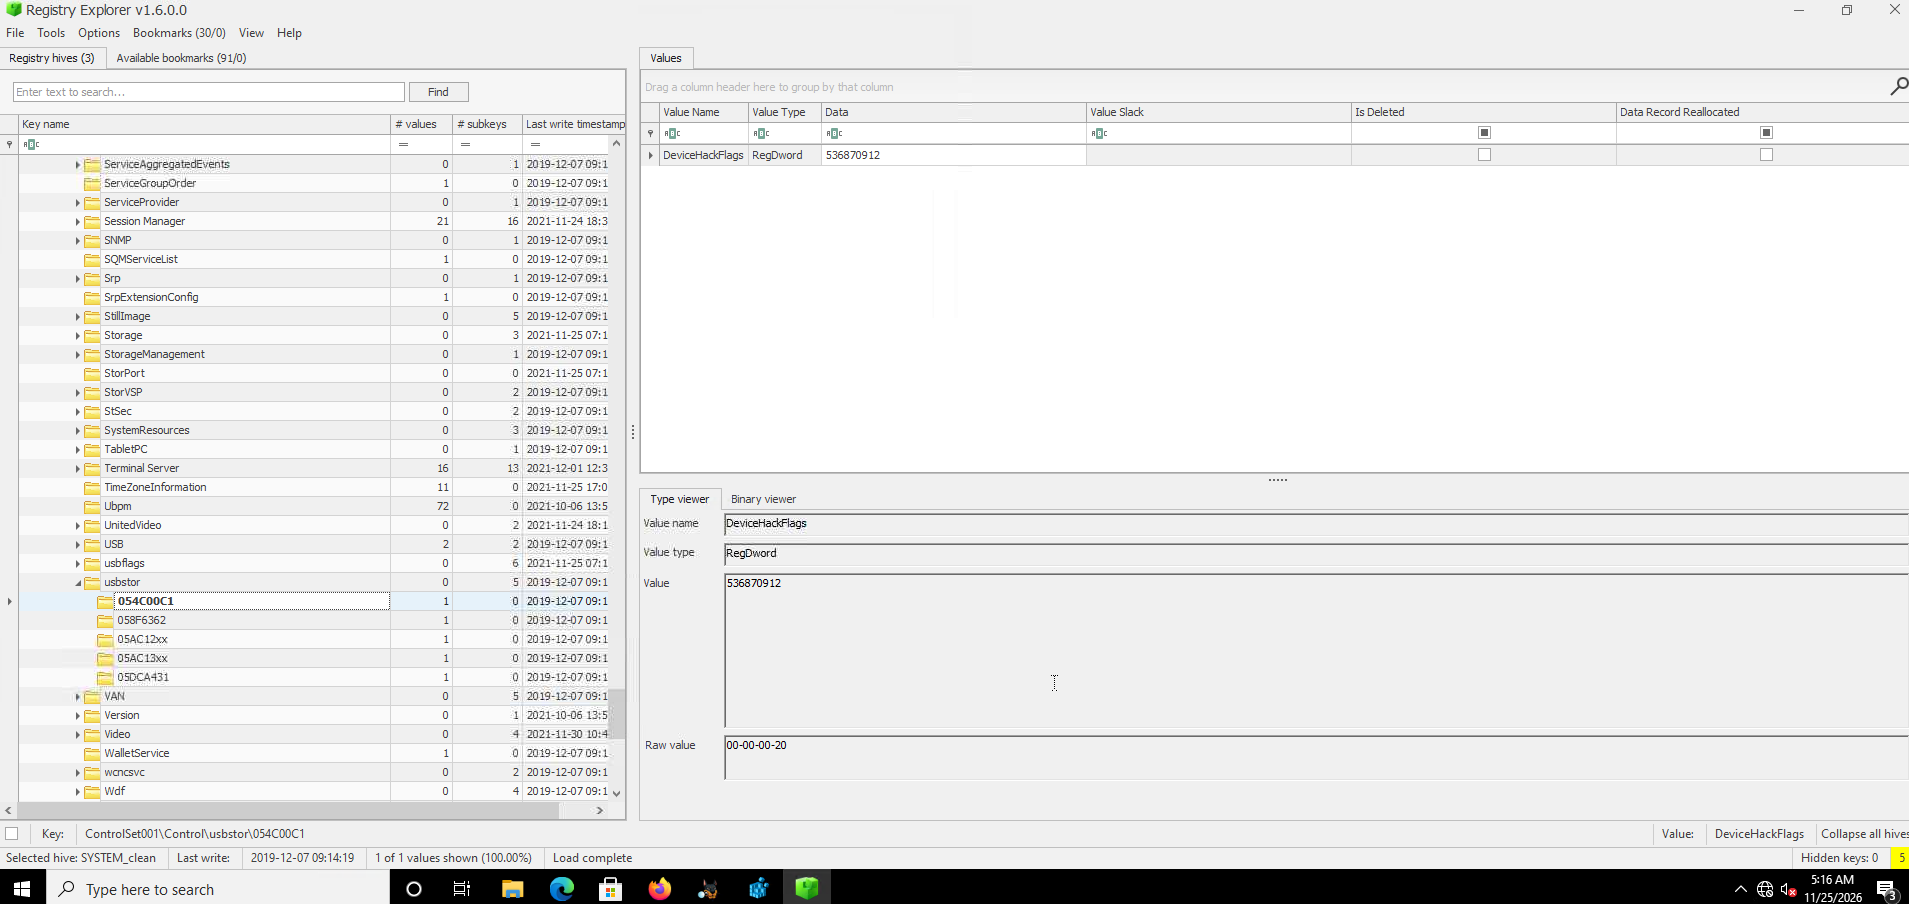 Registry Explorer v1.6.0.0
File Tools Options Bookmarks (30/0) View Help
Registry hives (3) Available bookmarks (91/0)
Enter text to search... Find
Key name # values # subkeys Last write timestamp
ServiceAggregatedEvents 0 1 2019-12-07 09:1
ServiceGroupOrder 1 0 2019-12-07 09:1
ServiceProvider 0 1 2019-12-07 09:1
Session Manager 21 16 2021-11-24 18:3
SNMP 0 1 2019-12-07 09:1
SQMServiceList 1 0 2019-12-07 09:1
Srp 0 1 2019-12-07 09:1
SrpExtensionConfig 1 0 2019-12-07 09:1
StillImage 0 5 2019-12-07 09:1
Storage 0 3 2021-11-25 07:1
StorageManagement 0 1 2019-12-07 09:1
StorPort 0 0 2021-11-25 07:1
StorVSP 0 2 2019-12-07 09:1
StSec 0 2 2019-12-07 09:1
SystemResources 0 3 2019-12-07 09:1
TabletPC 0 1 2019-12-07 09:1
Terminal Server 16 13 2021-12-01 12:3
TimeZoneInformation 11 0 2021-11-25 17:0
Ubpm 72 0 2021-10-06 13:5
UnitedVideo 0 2 2021-11-24 18:1
USB 2 2 2019-12-07 09:1
usbflags 0 6 2021-11-25 07:1
usbstor 0 5 2019-12-07 09:1
054C00C1 1 0 2019-12-07 09:1
058F6362 1 0 2019-12-07 09:1
05AC12xx 1 0 2019-12-07 09:1
05AC13xx 1 0 2019-12-07 09:1
05DCA431 1 0 2019-12-07 09:1
VAN 0 5 2019-12-07 09:1
Version 0 1 2021-10-06 13:5
Video 0 4 2021-11-30 10:4
WalletService 1 0 2019-12-07 09:1
wcncsvc 0 2 2019-12-07 09:1
Wdf 0 4 2019-12-07 09:1
Values
Drag a column header here to group by that column
Value Name Value Type Data Value Slack Is Deleted Data Record Reallocated
DeviceHackFlags RegDword 536870912
Type viewer Binary viewer
Value name DeviceHackFlags
Value type RegDword
Value 536870912
Raw value 00-00-00-20
Key: ControlSet001\Control\usbstor\054C00C1 Value: DeviceHackFlags Collapse all hives
Selected hive: SYSTEM_clean Last write: 2019-12-07 09:14:19 1 of 1 values shown (100.00%) Load complete Hidden keys: 0 5
Type here to search
5:16 AM
11/25/2026
3